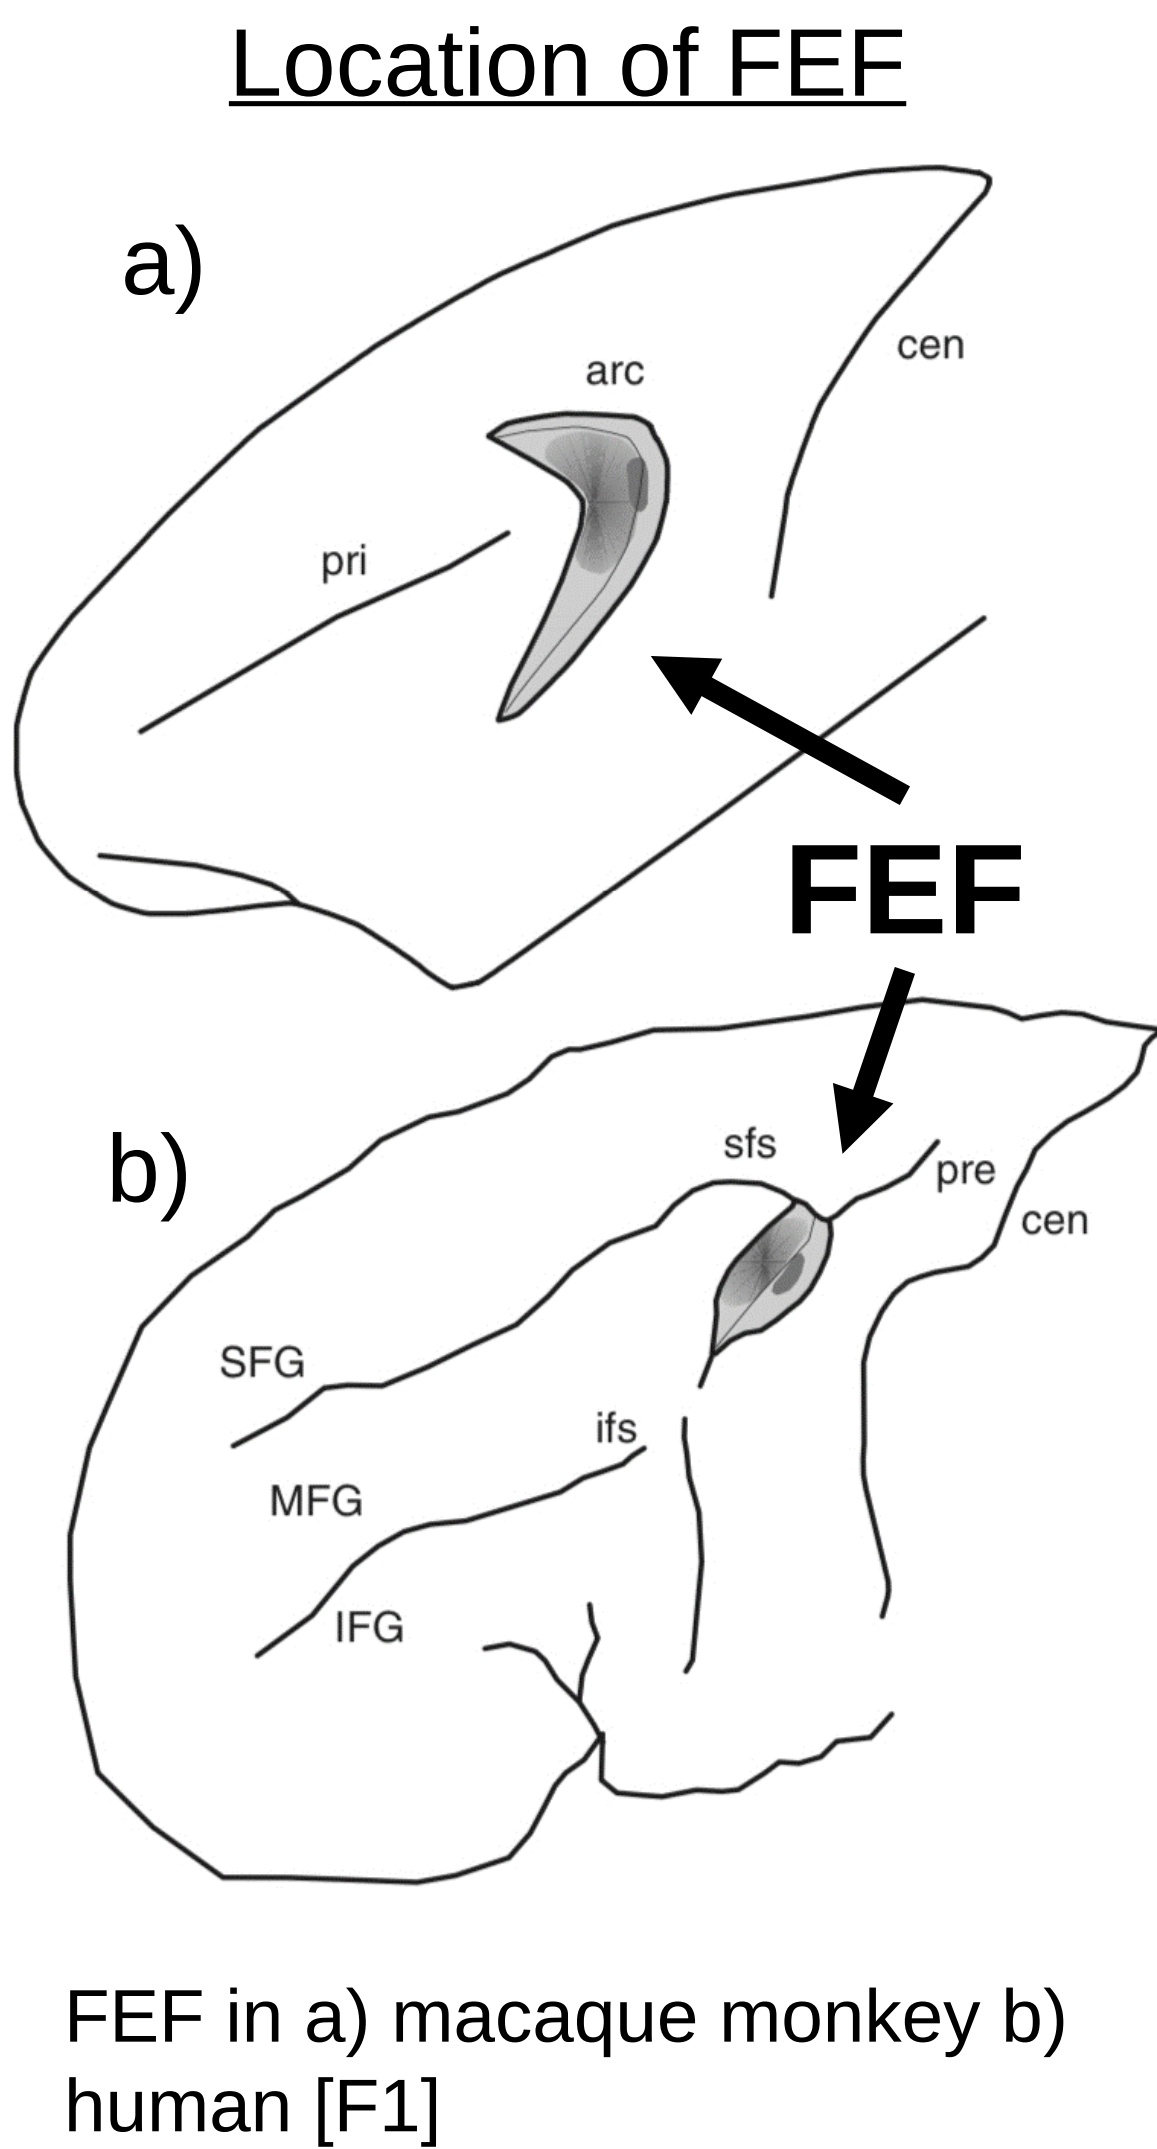 Location of FEF
a)
cen
arc
pri
FEF
b)
sfs
pre
cen
SFG
ifs
MFG
IFG
FEF in a) macaque monkey b)
human [F1]